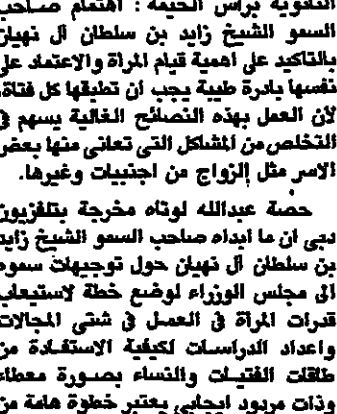 الثانوية براس الخيمة : اهتمام صاحب
السمو الشيخ زايد بن سلطان آل نهيان
بالتاكيد على اهمية قيام المرأة والاعتماد على
نفسها بادرة طيبة يجب ان تطبقها كل فتاة،
لأن العمل بهذه النصائح الغالية يسهم في
التخلص من المشاكل التي تعاني منها بعض
الاسر مثل الزواج من اجنبيات وغيرها.
حصة عبدالله لوتاه مخرجة بتلفزيون
دبي ان ما ابداه صاحب السمو الشيخ زايد
بن سلطان آل نهيان حول توجيهات سموه
الى مجلس الوزراء لوضع خطة لاستيعاب
قدرات المرأة في العمل في شتى المجالات
واعداد الدراسات لكيفية الاستفادة من
طاقات الفتيات والنساء بصورة معطاء
وذات مردود ايجابي يعتبر خطوة هامة من